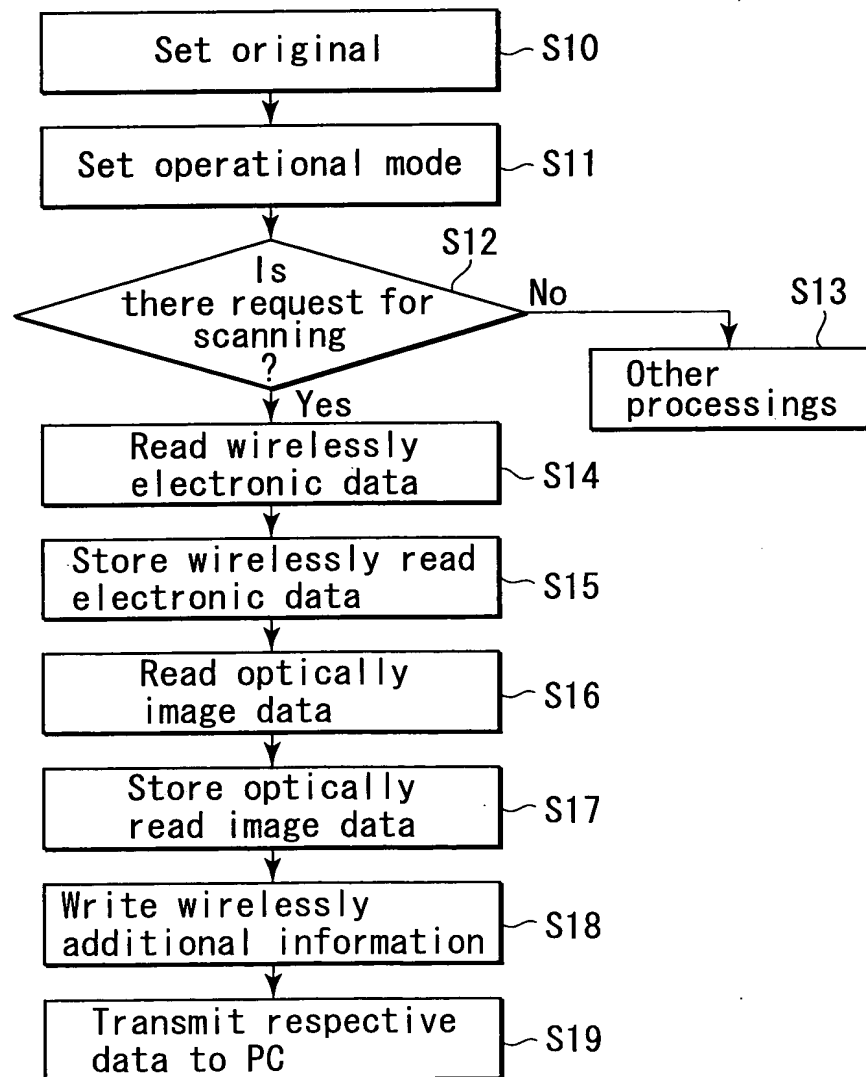 Set original
S10
Set operational mode
S11
S12
Is
there request for
scanning
?
No
S13
Other
processings
Yes
Read wirelessly
electronic data
S14
Store wirelessly read
electronic data
S15
Read optically
image data
S16
Store optically
read image data
S17
Write wirelessly
additional information
S18
Transmit respective
data to PC
S19